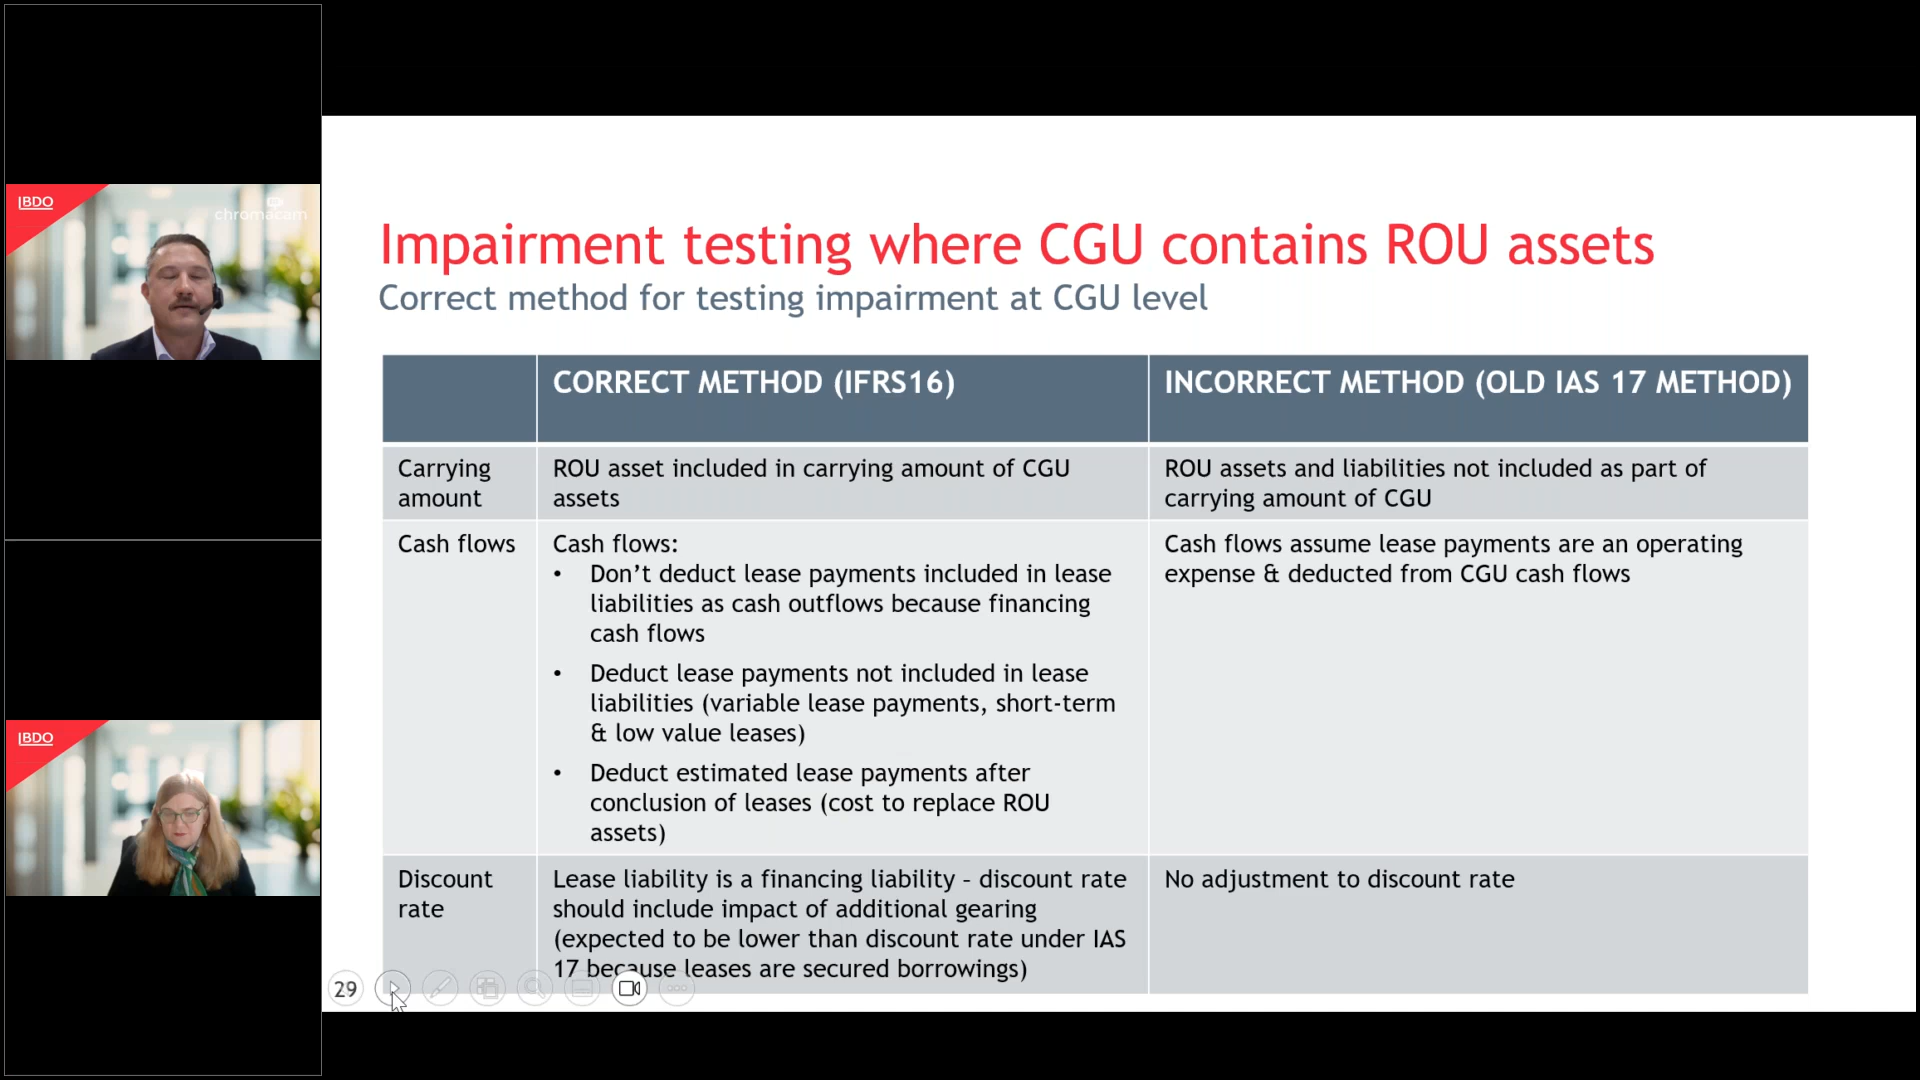 IBDO
chromacam
IBDO
Impairment testing where CGU contains ROU assets
Correct method for testing impairment at CGU level
CORRECT METHOD (IFRS16)
INCORRECT METHOD (OLD IAS 17 METHOD)
Carrying
amount
ROU asset included in carrying amount of CGU
assets
ROU assets and liabilities not included as part of
carrying amount of CGU
Cash flows
Cash flows:
• Don’t deduct lease payments included in lease
liabilities as cash outflows because financing
cash flows
• Deduct lease payments not included in lease
liabilities (variable lease payments, short-term
& low value leases)
• Deduct estimated lease payments after
conclusion of leases (cost to replace ROU
assets)
Cash flows assume lease payments are an operating
expense & deducted from CGU cash flows
Discount
rate
Lease liability is a financing liability – discount rate
should include impact of additional gearing
(expected to be lower than discount rate under IAS
17 because leases are secured borrowings)
No adjustment to discount rate
29